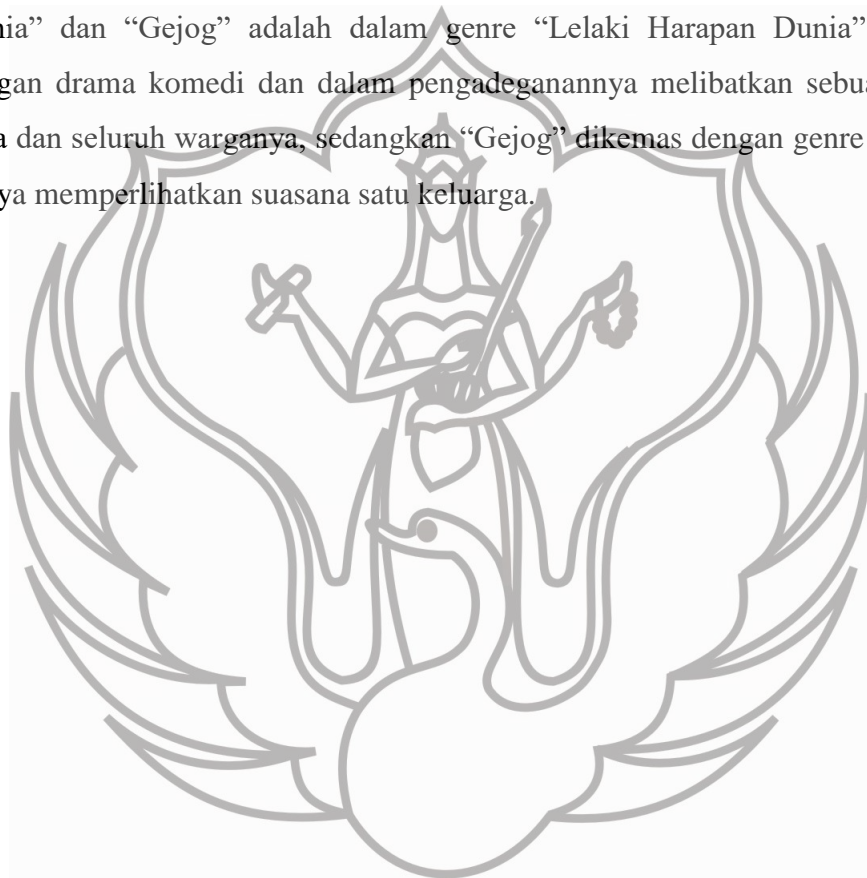 nia” dan “Gejog” adalah dalam genre “Lelaki Harapan Dunia”
gan drama komedi dan dalam pengadeganannya melibatkan sebua
a dan seluruh warganya, sedangkan “Gejog” dikemas dengan genre
ya memperlihatkan suasana satu keluarga.